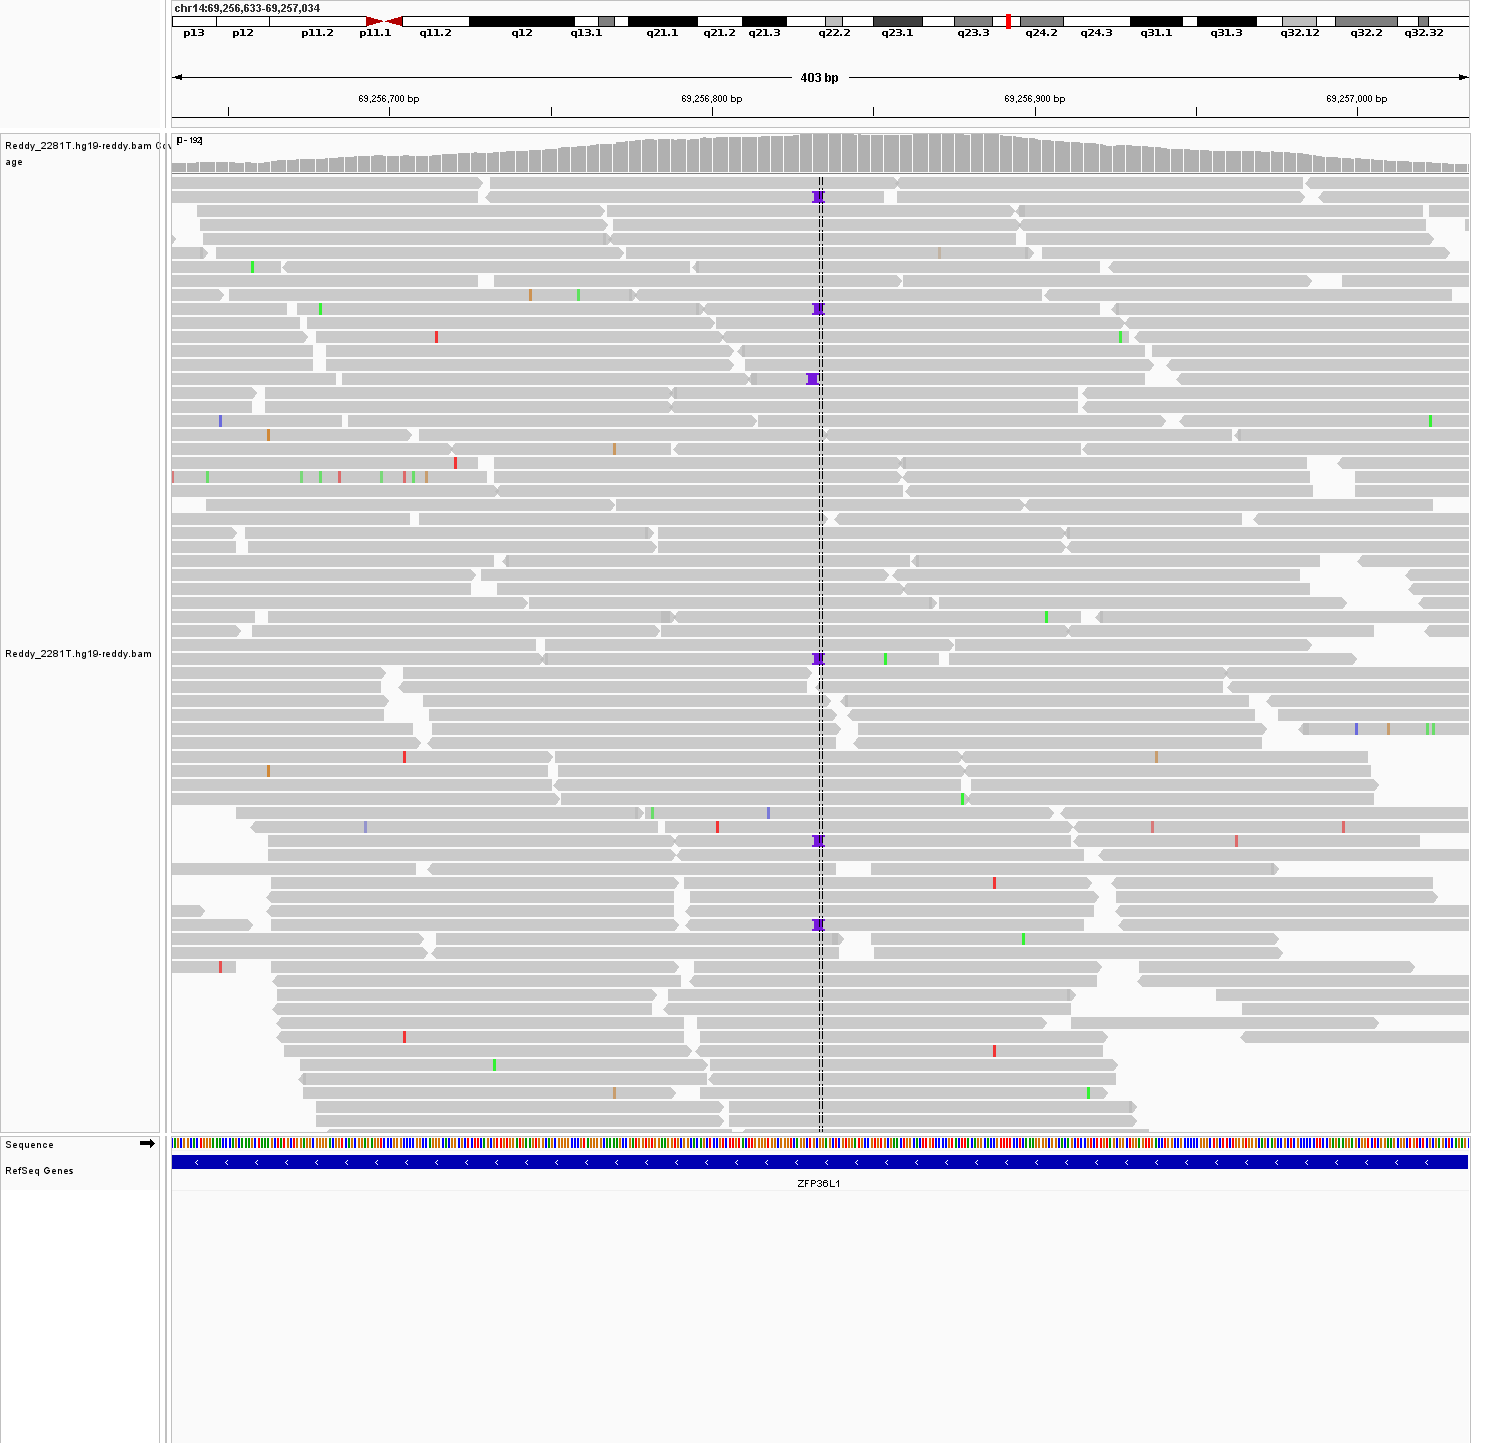 chr14:69,256,633-69,257,034
p13 p12 p11.2 p11.1 q11.2 q12 q13.1 q21.1 q21.2 q21.3 q22.2 q23.1 q23.3 q24.2 q24.3 q31.1 q31.3 q32.12 q32.2 q32.32
403 bp
69,256,700 bp 69,256,800 bp 69,256,900 bp 69,257,000 bp
[0 - 192]
Reddy_2281T.hg19-reddy.bam Cov
age
Reddy_2281T.hg19-reddy.bam
Sequence
RefSeq Genes
ZFP36L1